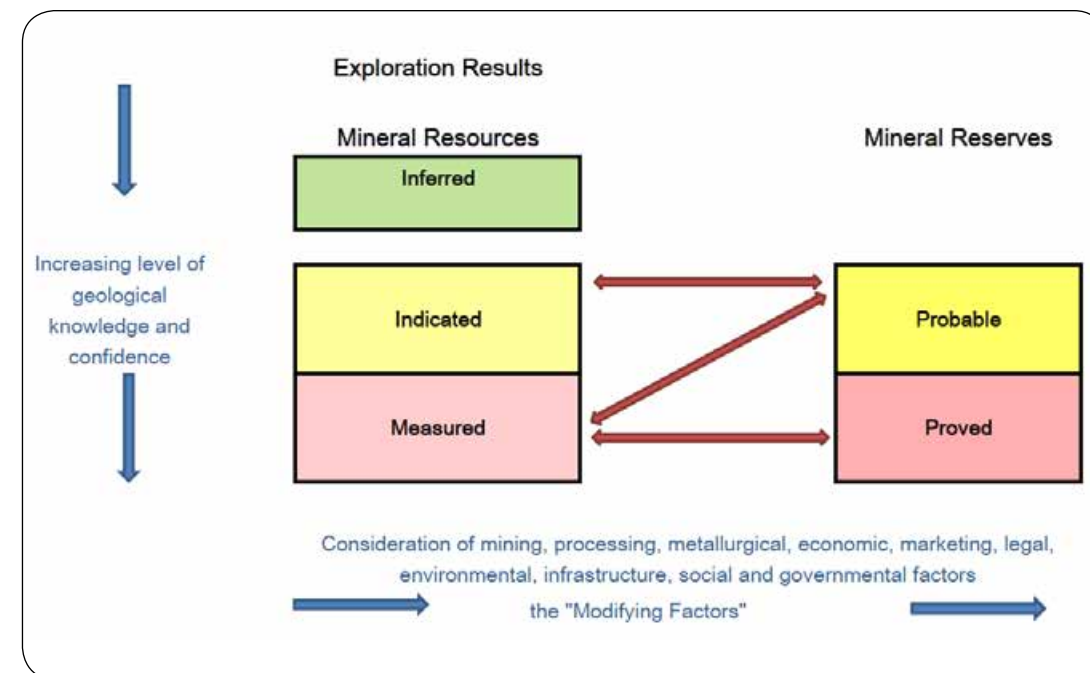 Exploration Results
Mineral Resources
Mineral Reserves
Inferred
Increasing level of
geological
knowledge and
confidence
Indicated
Probable
Measured
Proved
Consideration of mining, processing, metallurgical, economic, marketing, legal,
environmental, infrastructure, social and governmental factors
the "Modifying Factors"